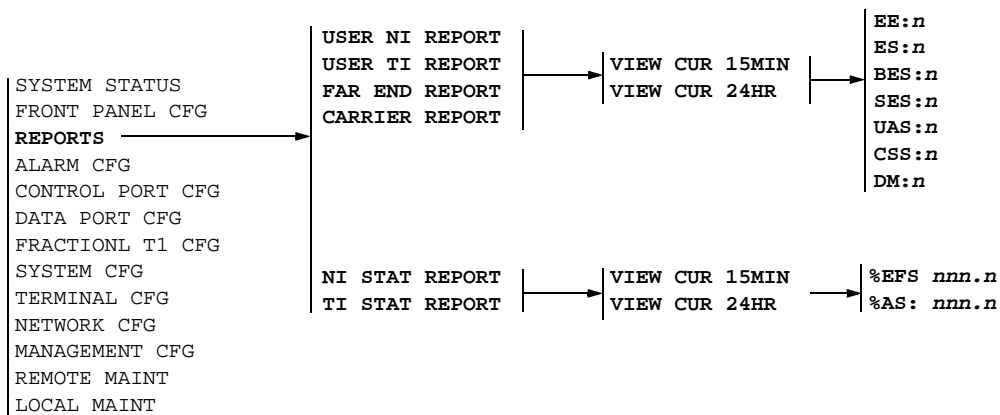 SYSTEM STATUS
FRONT PANEL CFG
REPORTS
ALARM CFG
CONTROL PORT CFG
DATA PORT CFG
FRACTIONL T1 CFG
SYSTEM CFG
TERMINAL CFG
NETWORK CFG
MANAGEMENT CFG
REMOTE MAINT
LOCAL MAINT
USER NI REPORT
USER TI REPORT
FAR END REPORT
CARRIER REPORT
VIEW CUR 15MIN
VIEW CUR 24HR
EE:n
ES:n
BES:n
SES:n
UAS:n
CSS:n
DM:n
NI STAT REPORT
TI STAT REPORT
VIEW CUR 15MIN
VIEW CUR 24HR
%EFS nnn.n
%AS: nnn.n